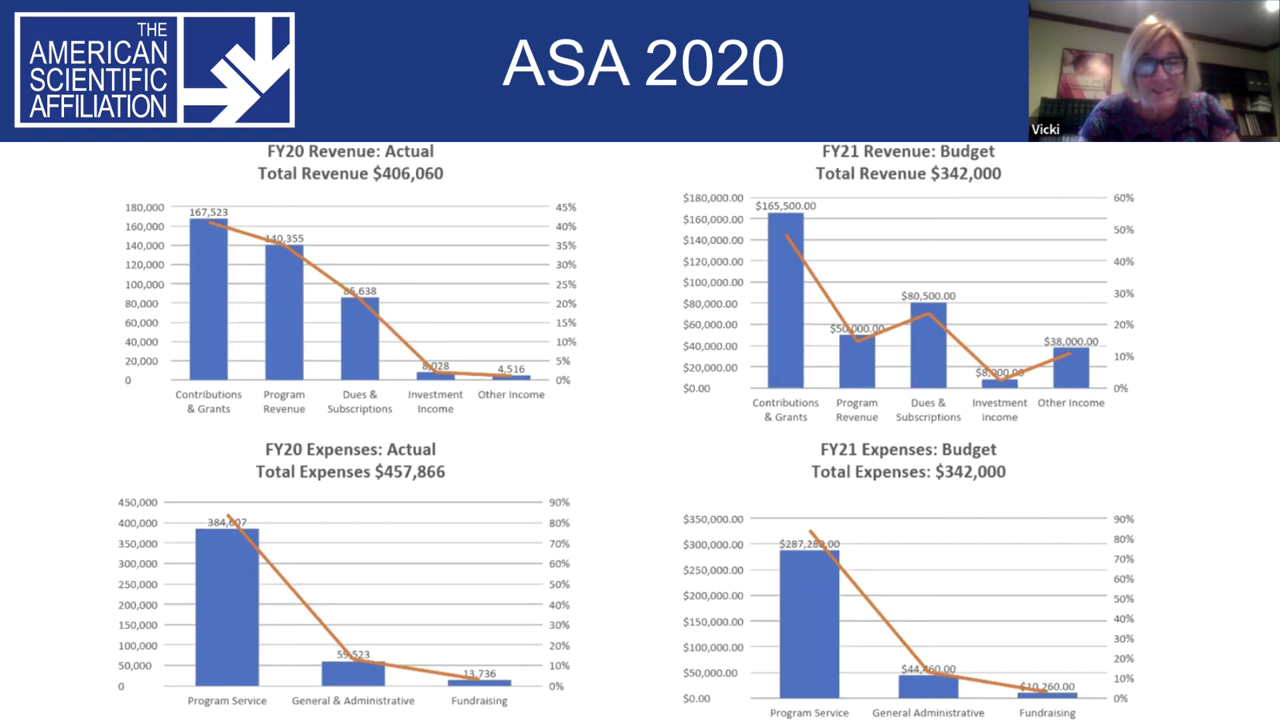 THE
AMERICAN
SCIENTIFIC
AFFILIATION
ASA 2020
Vicki
FY20 Revenue: Actual
Total Revenue $406,060
180,000
160,000
140,000
120,000
100,000
80,000
60,000
40,000
20,000
0
167,523
140,355
85,638
8,028
4,516
45%
40%
35%
30%
25%
20%
15%
10%
5%
0%
Contributions
& Grants
Program
Revenue
Dues &
Subscriptions
Investment
Income
Other Income
FY21 Revenue: Budget
Total Revenue $342,000
$180,000.00
$160,000.00
$140,000.00
$120,000.00
$100,000.00
$80,000.00
$60,000.00
$40,000.00
$20,000.00
$0.00
$165,500.00
$50,000.00
$80,500.00
$8,000.00
$38,000.00
60%
50%
40%
30%
20%
10%
0%
Contributions
& Grants
Program
Revenue
Dues &
Subscriptions
Investment
Income
Other Income
FY20 Expenses: Actual
Total Expenses $457,866
450,000
400,000
350,000
300,000
250,000
200,000
150,000
100,000
50,000
0
384,607
59,523
13,736
90%
80%
70%
60%
50%
40%
30%
20%
10%
0%
Program Service
General & Administrative
Fundraising
FY21 Expenses: Budget
Total Expenses: $342,000
$350,000.00
$300,000.00
$250,000.00
$200,000.00
$150,000.00
$100,000.00
$50,000.00
$0.00
$287,280.00
$44,460.00
$10,260.00
90%
80%
70%
60%
50%
40%
30%
20%
10%
0%
Program Service
General Administrative
Fundraising